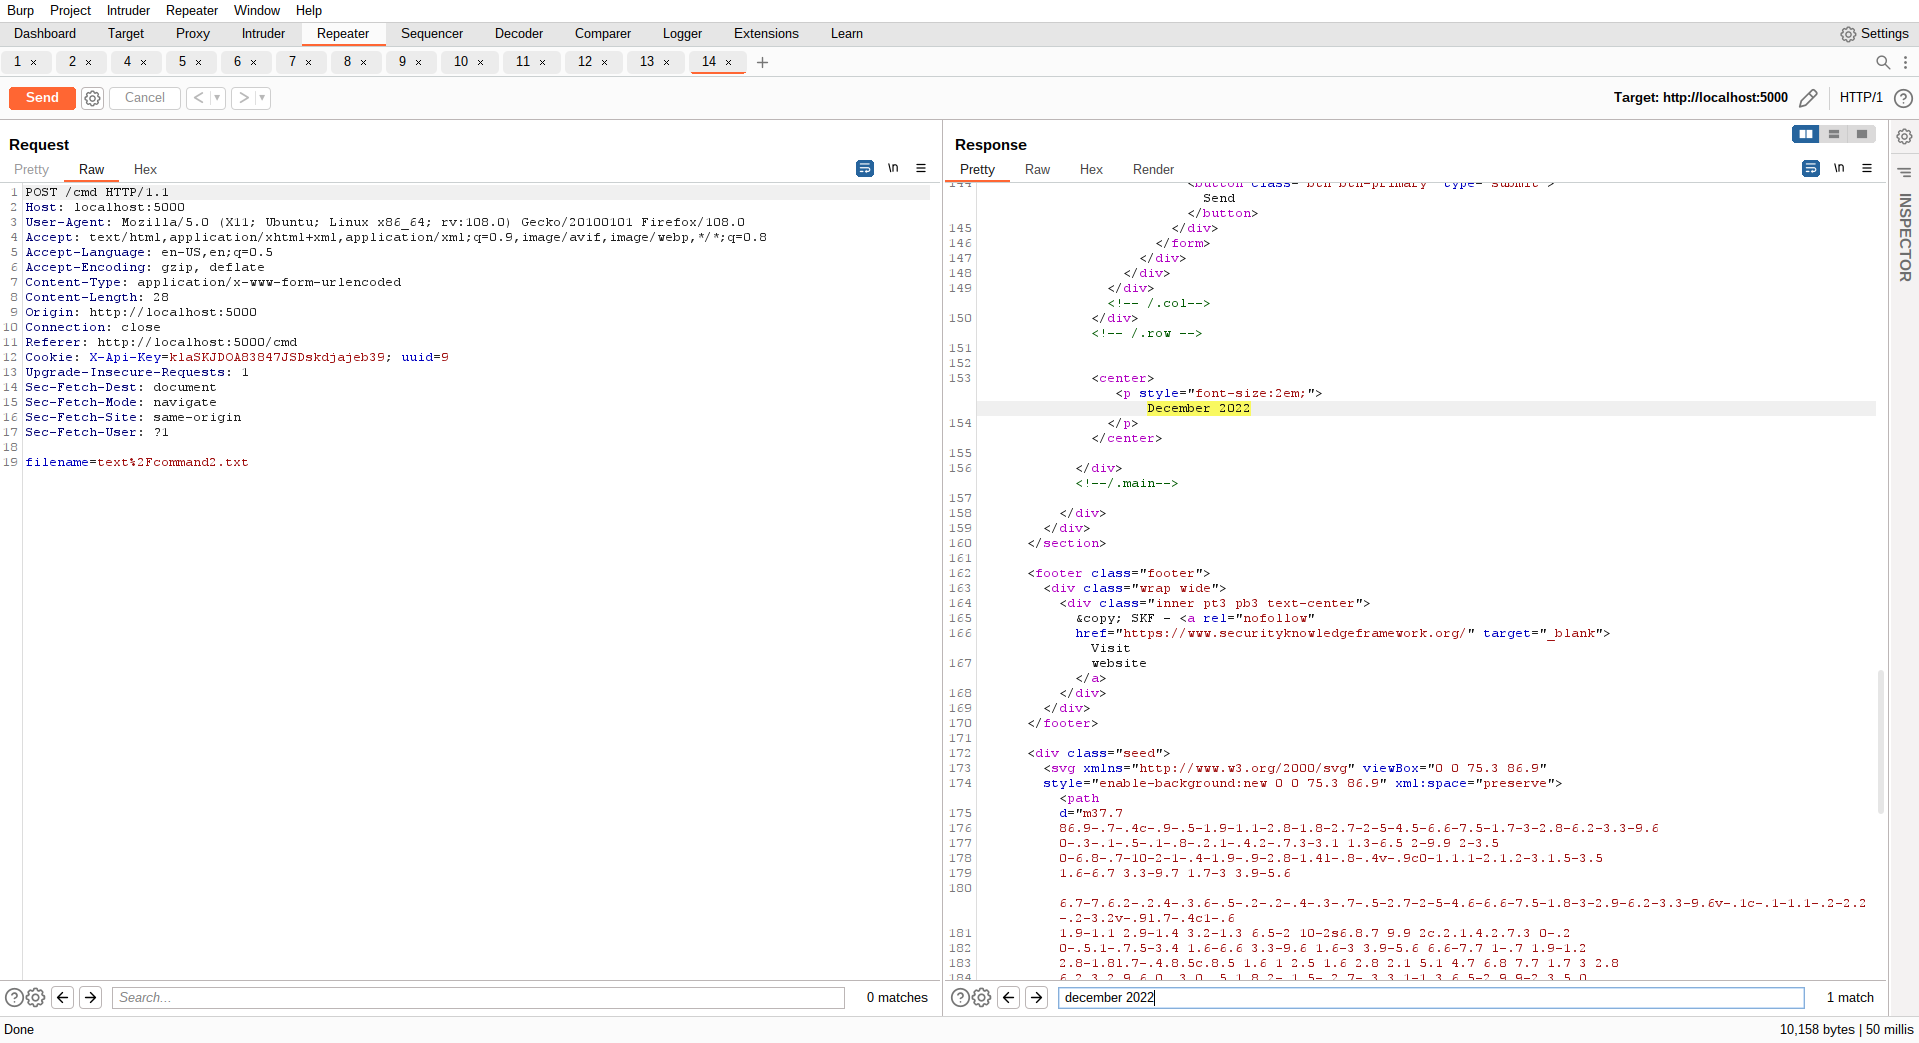 Burp Project Intruder Repeater Window Help
Dashboard Target Proxy Intruder Repeater Sequencer Decoder Comparer Logger Extensions Learn Settings
1 × 2 × 4 × 5 × 6 × 7 × 8 × 9 × 10 × 11 × 12 × 13 × 14 × +
Send Cancel < > Target: http://localhost:5000 HTTP/1
Request
Pretty Raw Hex \n
1 POST /cmd HTTP/1.1
2 Host: localhost:5000
3 User-Agent: Mozilla/5.0 (X11; Ubuntu; Linux x86_64; rv:108.0) Gecko/20100101 Firefox/108.0
4 Accept: text/html,application/xhtml+xml,application/xml;q=0.9,image/avif,image/webp,*/*;q=0.8
5 Accept-Language: en-US,en;q=0.5
6 Accept-Encoding: gzip, deflate
7 Content-Type: application/x-www-form-urlencoded
8 Content-Length: 28
9 Origin: http://localhost:5000
10 Connection: close
11 Referer: http://localhost:5000/cmd
12 Cookie: X-Api-Key=klaSKJDOA83847JSDskdjajeb39; uuid=9
13 Upgrade-Insecure-Requests: 1
14 Sec-Fetch-Dest: document
15 Sec-Fetch-Mode: navigate
16 Sec-Fetch-Site: same-origin
17 Sec-Fetch-User: ?1
18
19 filename=text%2Fcommand2.txt
Search... 0 matches
Response
Pretty Raw Hex Render \n
144 <button class="btn btn-primary" type="submit">
Send
</button>
145 </div>
146 </form>
147 </div>
148 </div>
149 </div>
<!-- /.col-->
150 </div>
<!-- /.row -->
151
152
153 <center>
<p style="font-size:2em;">
December 2022
154 </p>
</center>
155
156 </div>
<!--/.main-->
157
158 </div>
159 </div>
160 </section>
161
162 <footer class="footer">
163 <div class="wrap wide">
164 <div class="inner pt3 pb3 text-center">
165 &copy; SKF - <a rel="nofollow"
166 href="https://www.securityknowledgeframework.org/" target="_blank">
Visit
167 website
</a>
168 </div>
169 </div>
170 </footer>
171
172 <div class="seed">
173 <svg xmlns="http://www.w3.org/2000/svg" viewBox="0 0 75.3 86.9"
174 style="enable-background:new 0 0 75.3 86.9" xml:space="preserve">
<path
175 d="m37.7
176 86.9-.7-.4c-.9-.5-1.9-1.1-2.8-1.8-2.7-2-5-4.5-6.6-7.5-1.7-3-2.8-6.2-3.3-9.6
177 0-.3-.1-.5-.1-.8-.2.1-.4.2-.7.3-3.1 1.3-6.5 2-9.9 2-3.5
178 0-6.8-.7-10-2-1-.4-1.9-.9-2.8-1.4l-.8-.4v-.9c0-1.1.1-2.1.2-3.1.5-3.5
179 1.6-6.7 3.3-9.7 1.7-3 3.9-5.6
180
6.7-7.6.2-.2.4-.3.6-.5-.2-.2-.4-.3-.7-.5-2.7-2-5-4.6-6.6-7.5-1.8-3-2.9-6.2-3.3-9.6v-.1c-.1-1.1-.2-2.2
-.2-3.2v-.9l.7-.4c1-.6
181 1.9-1.1 2.9-1.4 3.2-1.3 6.5-2 10-2s6.8.7 9.9 2c.2.1.4.2.7.3 0-.2
182 0-.5.1-.7.5-3.4 1.6-6.6 3.3-9.6 1.6-3 3.9-5.6 6.6-7.7 1-.7 1.9-1.2
183 2.8-1.8l.7-.4.8.5c.8.5 1.6 1 2.5 1.6 2.8 2.1 5.1 4.7 6.8 7.7 1.7 3 2.8
184
december 2022 1 match
INSPECTOR
Done 10,158 bytes | 50 millis